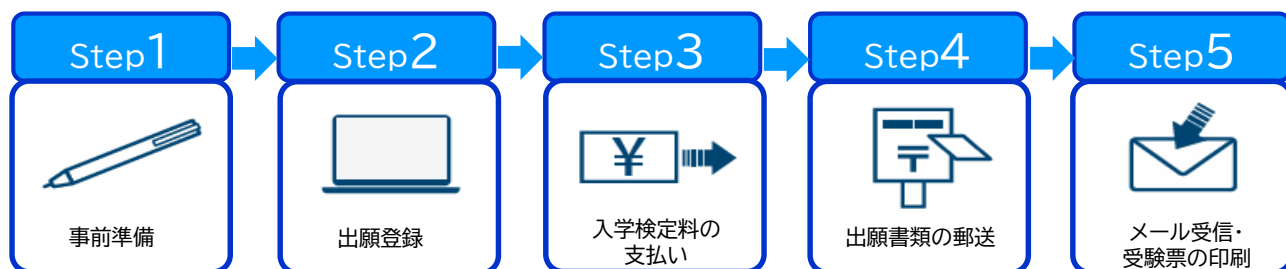 Step1
Step2
Step3
Step4
Step5
¥
〒
事前準備
出願登録
入学検定料の
支払い
出願書類の郵送
メール受信・
受験票の印刷